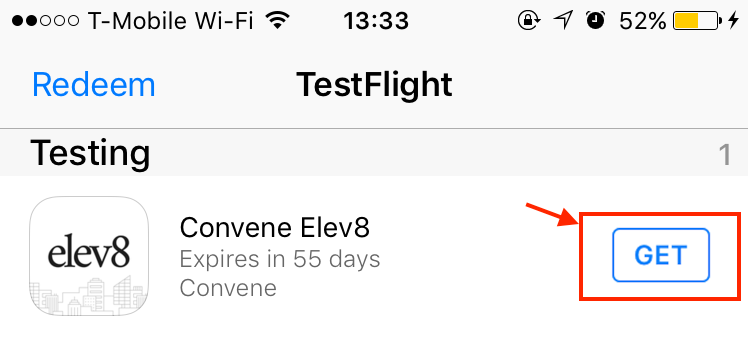 T-Mobile Wi-Fi 13:33 52%
Redeem TestFlight
Testing 1
elev8
Convene Elev8
Expires in 55 days
Convene
GET